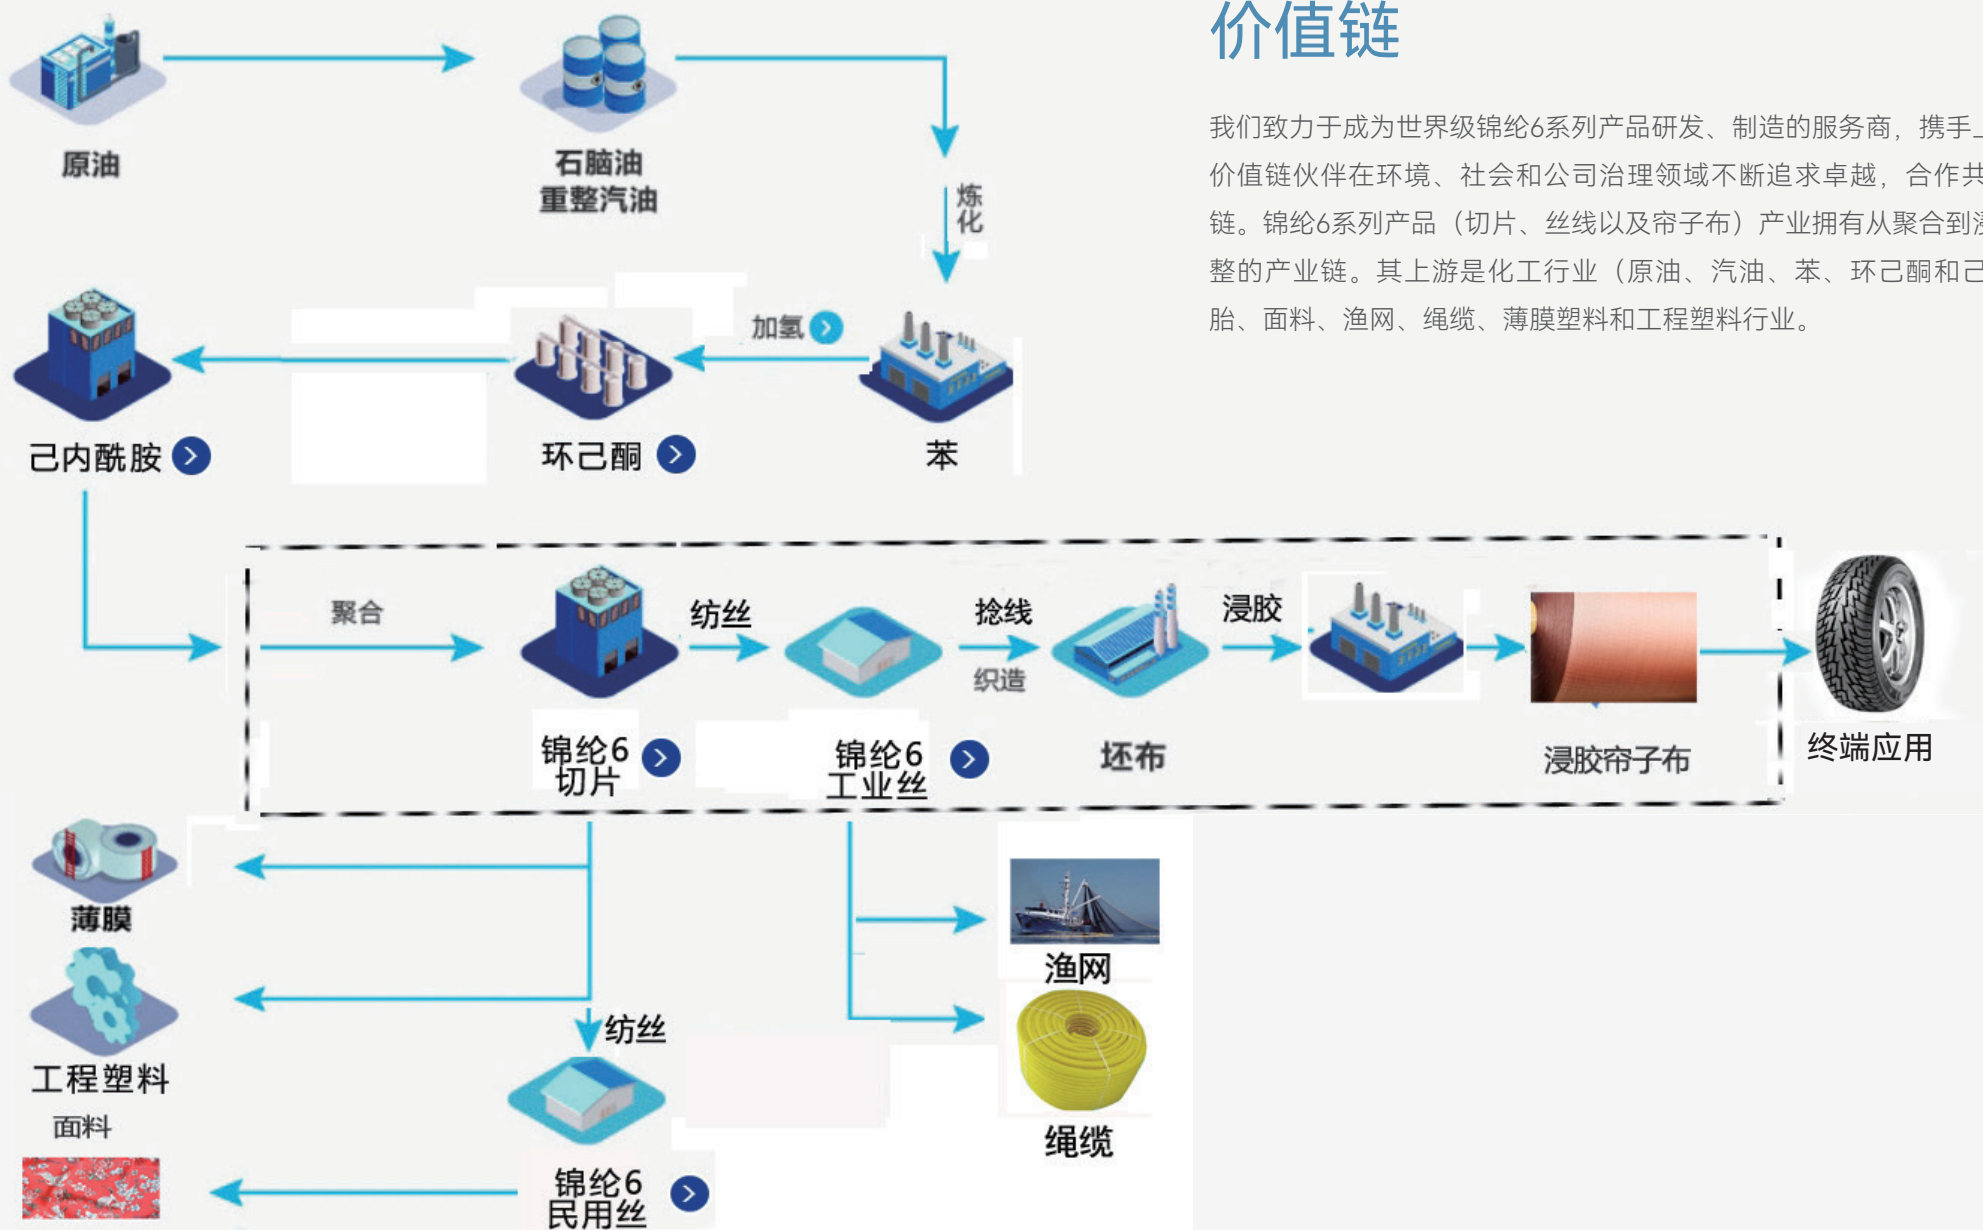 价值链
我们致力于成为世界级锦纶6系列产品研发、制造的服务商，携手
价值链伙伴在环境、社会和公司治理领域不断追求卓越，合作共
链。锦纶6系列产品（切片、丝线以及帘子布）产业拥有从聚合到
整的产业链。其上游是化工行业（原油、汽油、苯、环己酮和己
胎、面料、渔网、绳缆、薄膜塑料和工程塑料行业。
原油
石脑油
重整汽油
炼化
加氢
己内酰胺
环己酮
苯
聚合
纺丝
捻线
织造
浸胶
锦纶6
切片
锦纶6
工业丝
坯布
浸胶帘子布
终端应用
薄膜
工程塑料
面料
纺丝
锦纶6
民用丝
渔网
绳缆